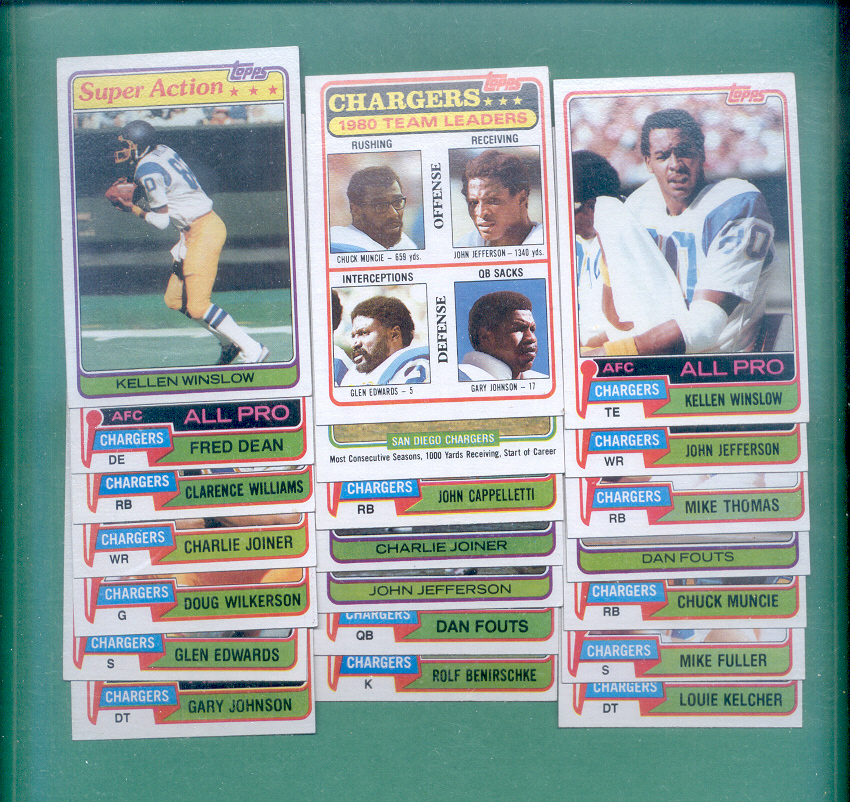 topps
Super Action ★ ★ ★
80
KELLEN WINSLOW
AFC ALL PRO
CHARGERS FRED DEAN
DE
CHARGERS CLARENCE WILLIAMS
RB
CHARGERS CHARLIE JOINER
WR
CHARGERS DOUG WILKERSON
G
CHARGERS GLEN EDWARDS
S
CHARGERS GARY JOHNSON
DT
topps
CHARGERS ★ ★ ★
1980 TEAM LEADERS
RUSHING RECEIVING
OFFENSE
CHUCK MUNCIE – 659 yds. JOHN JEFFERSON – 1340 yds.
INTERCEPTIONS QB SACKS
DEFENSE
GLEN EDWARDS – 5 GARY JOHNSON – 17
SAN DIEGO CHARGERS
Most Consecutive Seasons, 1000 Yards Receiving, Start of Career
CHARGERS JOHN CAPPELLETTI
RB
CHARLIE JOINER
JOHN JEFFERSON
CHARGERS DAN FOUTS
QB
CHARGERS ROLF BENIRSCHKE
K
topps
80
AFC ALL PRO
CHARGERS KELLEN WINSLOW
TE
CHARGERS JOHN JEFFERSON
WR
CHARGERS MIKE THOMAS
RB
DAN FOUTS
CHARGERS CHUCK MUNCIE
RB
CHARGERS MIKE FULLER
S
CHARGERS LOUIE KELCHER
DT